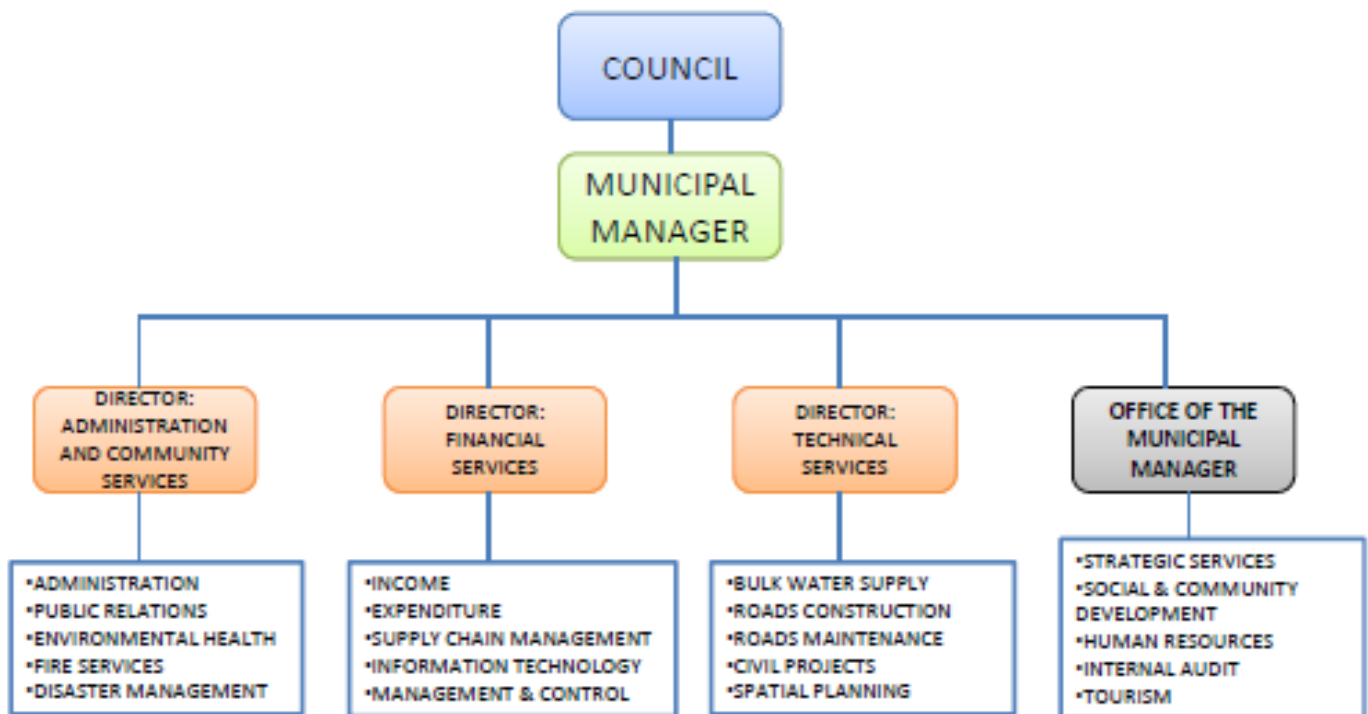 COUNCIL
MUNICIPAL
MANAGER
DIRECTOR:
ADMINISTRATION
AND COMMUNITY
SERVICES
DIRECTOR:
FINANCIAL
SERVICES
DIRECTOR:
TECHNICAL
SERVICES
OFFICE OF THE
MUNICIPAL
MANAGER
•ADMINISTRATION
•PUBLIC RELATIONS
•ENVIRONMENTAL HEALTH
•FIRE SERVICES
•DISASTER MANAGEMENT
•INCOME
•EXPENDITURE
•SUPPLY CHAIN MANAGEMENT
•INFORMATION TECHNOLOGY
•MANAGEMENT & CONTROL
•BULK WATER SUPPLY
•ROADS CONSTRUCTION
•ROADS MAINTENANCE
•CIVIL PROJECTS
•SPATIAL PLANNING
•STRATEGIC SERVICES
•SOCIAL & COMMUNITY
DEVELOPMENT
•HUMAN RESOURCES
•INTERNAL AUDIT
•TOURISM